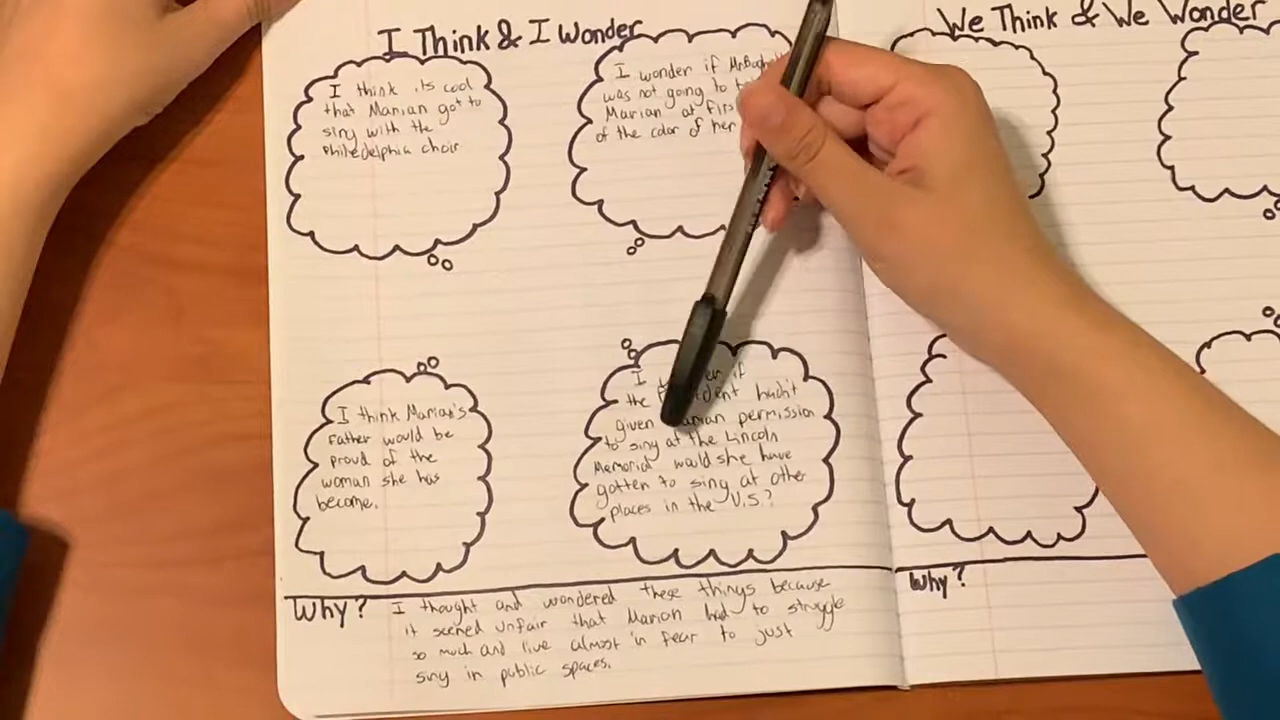 I Think & I Wonder
I think its cool
that Marian got to
sing with the
Philedelphia choir
I wonder if Mr.
was not going to
Marian at
of the color of her
I think Marian's
Father would be
proud of the
woman she has
become.
I
the hadnt
given permission
to sing at the Lincoln
Memorial would she have
gotten to sing at other
places in the U.S.?
Why? I thought and wondered these things because
it seemed unfair that Marian had to struggle
so much and live almost in fear to just
sing in public spaces.
We Think & We Wonder
Why?